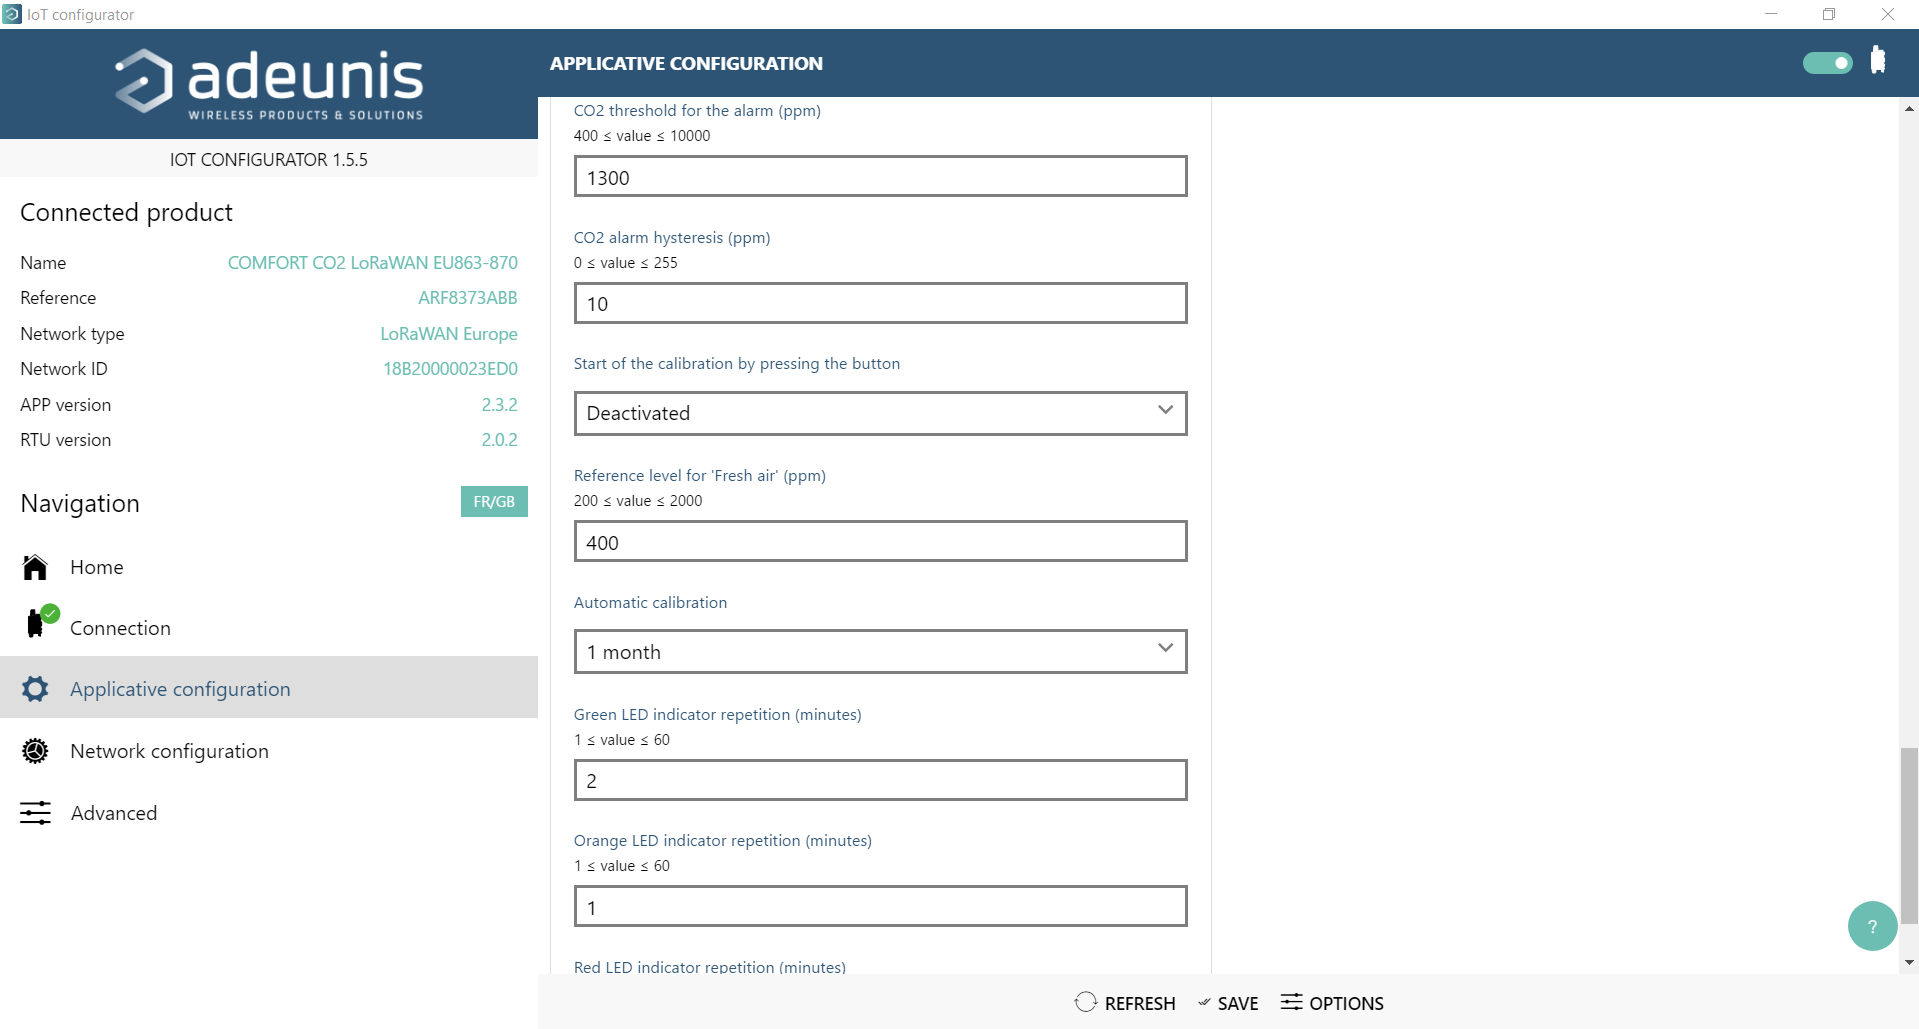 IoT configurator
adeunis
WIRELESS PRODUCTS & SOLUTIONS
IOT CONFIGURATOR 1.5.5
Connected product
Name COMFORT CO2 LoRaWAN EU863-870
Reference ARF8373ABB
Network type LoRaWAN Europe
Network ID 18B20000023ED0
APP version 2.3.2
RTU version 2.0.2
Navigation FR/GB
Home
Connection
Applicative configuration
Network configuration
Advanced
APPLICATIVE CONFIGURATION
CO2 threshold for the alarm (ppm)
400 ≤ value ≤ 10000
1300
CO2 alarm hysteresis (ppm)
0 ≤ value ≤ 255
10
Start of the calibration by pressing the button
Deactivated
Reference level for 'Fresh air' (ppm)
200 ≤ value ≤ 2000
400
Automatic calibration
1 month
Green LED indicator repetition (minutes)
1 ≤ value ≤ 60
2
Orange LED indicator repetition (minutes)
1 ≤ value ≤ 60
1
Red LED indicator repetition (minutes)
?
REFRESH SAVE OPTIONS